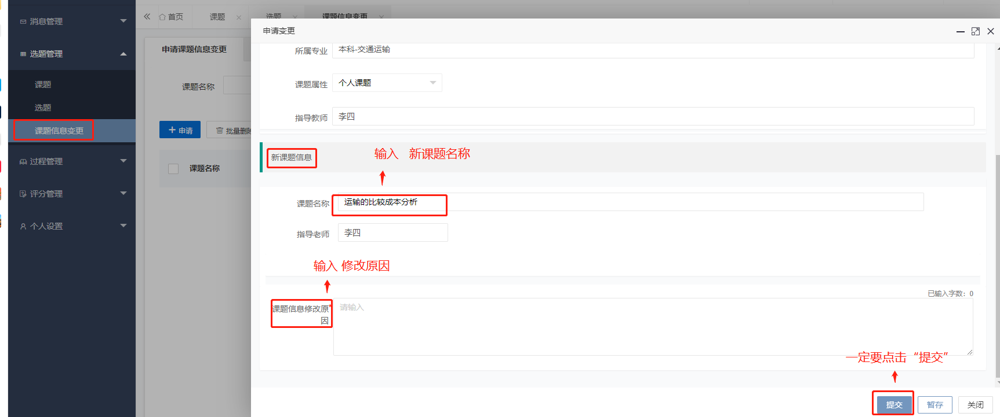 消息管理
选题管理
课题
选题
课题信息变更
过程管理
评分管理
个人设置
首页
课题
选题
课题信息变更
申请课题信息变更
课题名称
申请
批量删除
课题名称
申请变更
所属专业
本科-交通运输
课题属性
个人课题
指导教师
李四
新课题信息
输入 新课题名称
课题名称
运输的比较成本分析
指导老师
李四
输入 修改原因
已输入字数：0
课题信息修改原*
因
请输入
一定要点击“提交”
提交
暂存
关闭